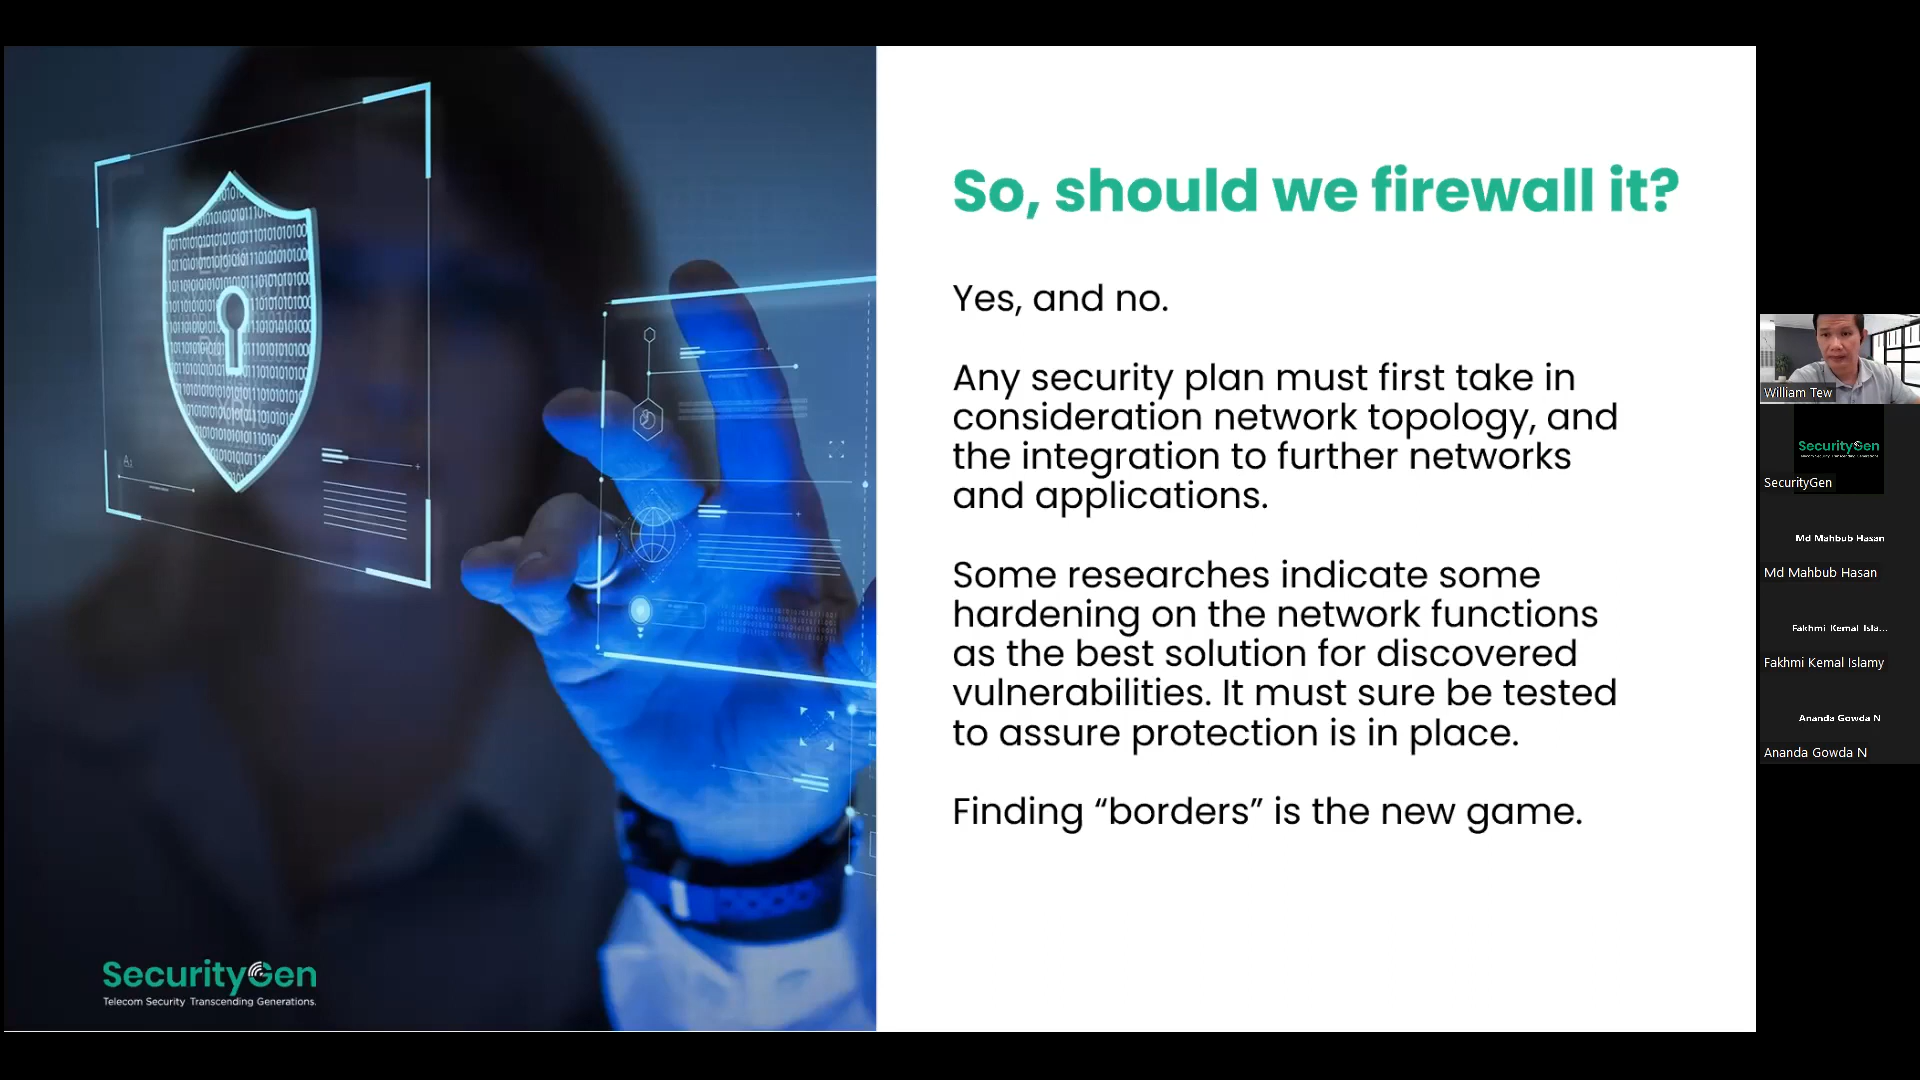 So, should we firewall it?
Yes, and no.
Any security plan must first take in
consideration network topology, and
the integration to further networks
and applications.
Some researches indicate some
hardening on the network functions
as the best solution for discovered
vulnerabilities. It must sure be tested
to assure protection is in place.
Finding “borders” is the new game.
SecurityGen
Telecom Security Transcending Generations.
William Tew
SecurityGen
SecurityGen
Md Mahbub Hasan
Md Mahbub Hasan
Fakhmi Kemal Isla...
Fakhmi Kemal Islamy
Ananda Gowda N
Ananda Gowda N